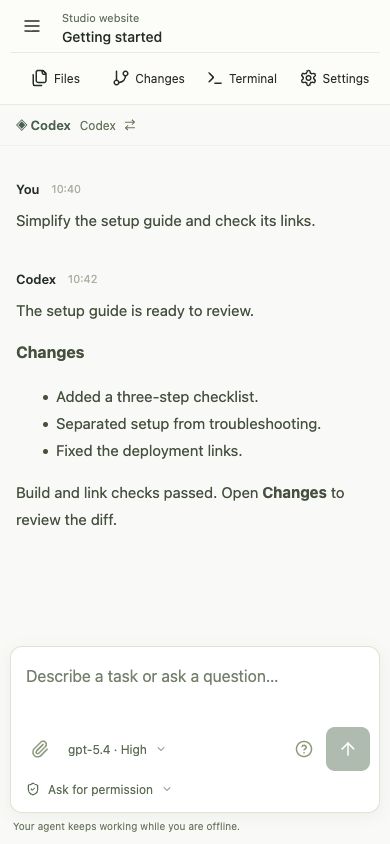 Studio website
Getting started
Files
Changes
Terminal
Settings
Codex Codex
You 10:40
Simplify the setup guide and check its links.
Codex 10:42
The setup guide is ready to review.
Changes
• Added a three-step checklist.
• Separated setup from troubleshooting.
• Fixed the deployment links.
Build and link checks passed. Open Changes to
review the diff.
Describe a task or ask a question...
gpt-5.4 · High
Ask for permission
Your agent keeps working while you are offline.